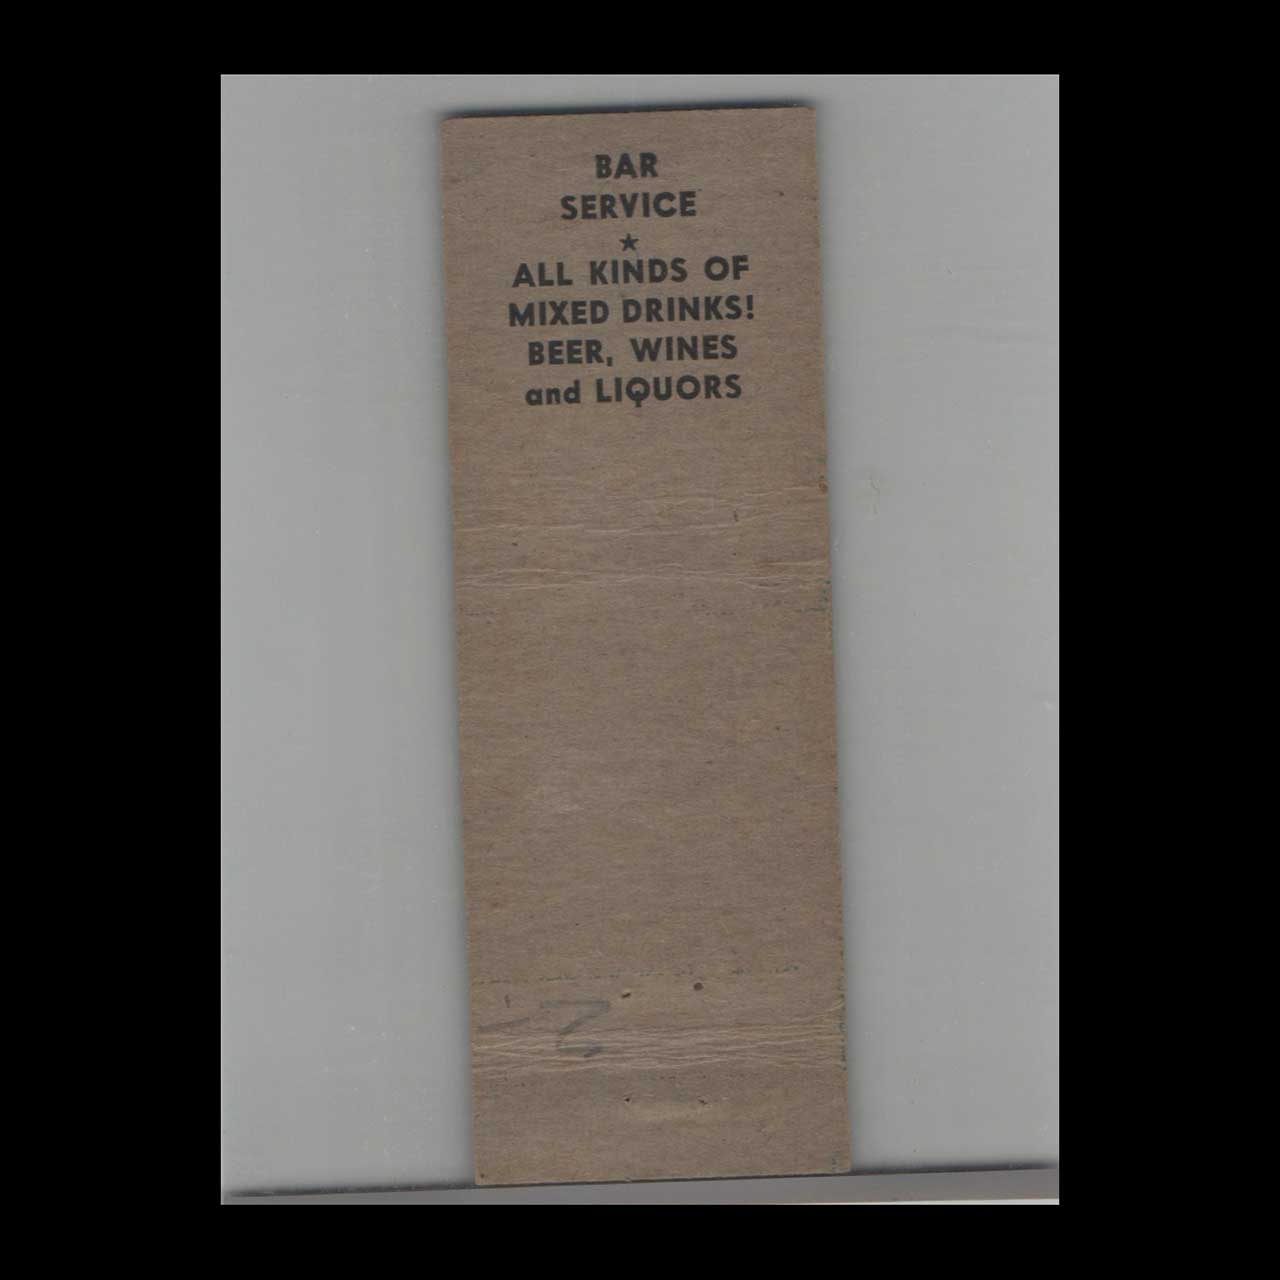 BAR
SERVICE
★
ALL KINDS OF
MIXED DRINKS!
BEER, WINES
and LIQUORS